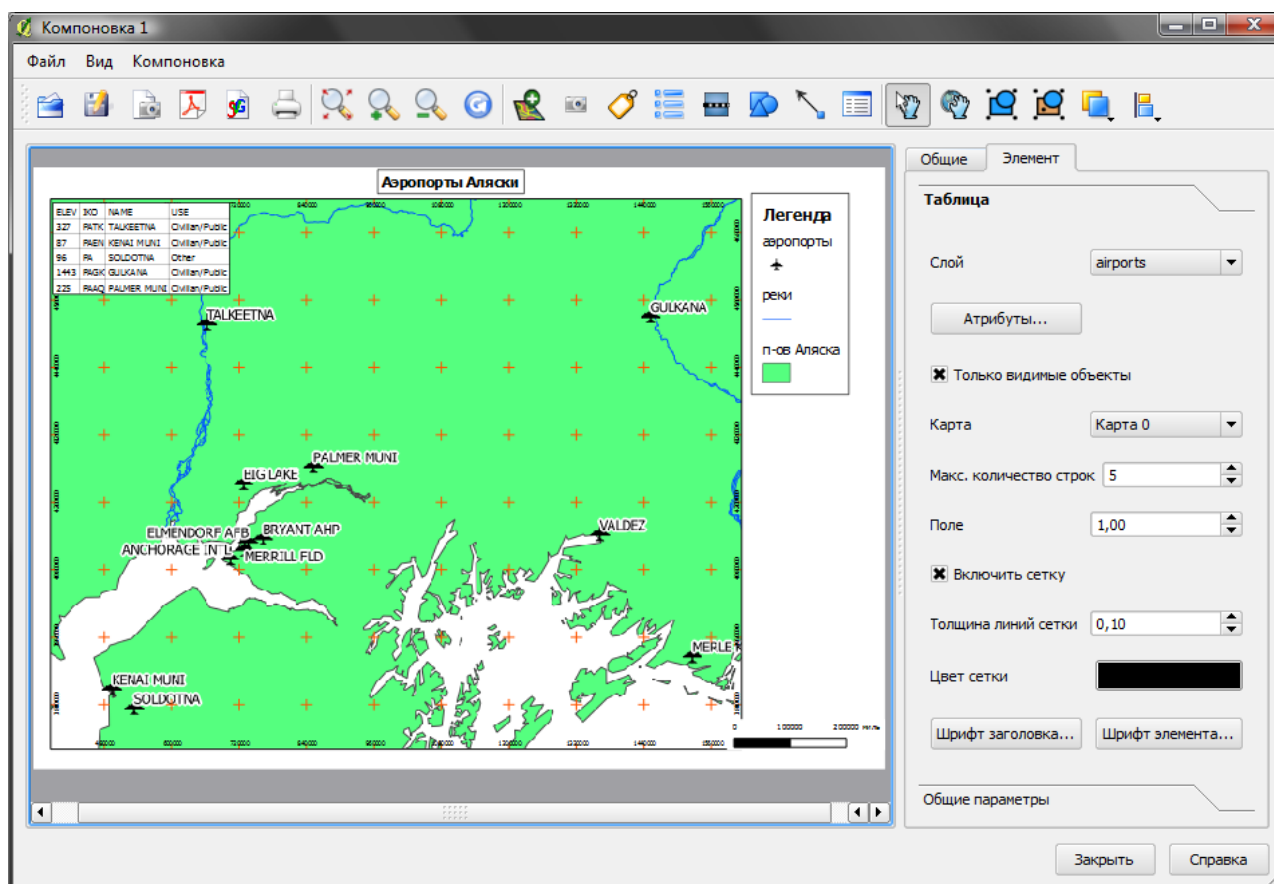 Компоновка 1
Файл Вид Компоновка
Аэропорты Аляски
ELEV IKO NAME USE
327 PATK TALKEETNA Civilian/Public
87 PAEN KENAI MUNI Civilian/Public
96 PA SOLDOTNA Other
1443 PAGK GULKANA Civilian/Public
225 PAAQ PALMER MUNI Civilian/Public
TALKEETNA
GULKANA
PALMER MUNI
BIG LAKE
ELMENDORF AFB
BRYANT AHP
VALDEZ
ANCHORAGE INTL
MERRILL FLD
MERLE
KENAI MUNI
SOLDOTNA
Легенда
аэропорты
реки
п-ов Аляска
0 100000 200000
Общие Элемент
Таблица
Слой airports
Атрибуты...
Только видимые объекты
Карта Карта 0
Макс. количество строк 5
Поле 1,00
Включить сетку
Толщина линий сетки 0,10
Цвет сетки
Шрифт заголовка... Шрифт элемента...
Общие параметры
Закрыть Справка